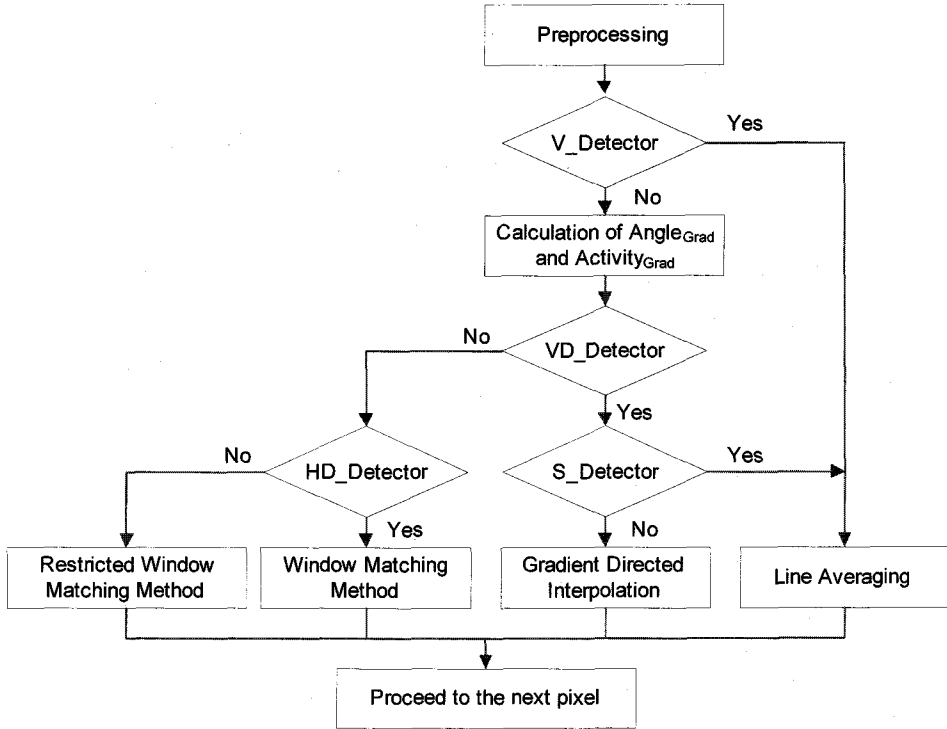 Preprocessing
V_Detector
Yes
No
Calculation of AngleGrad
and ActivityGrad
No
VD_Detector
Yes
No
HD_Detector
S_Detector
Yes
Yes
No
Restricted Window
Matching Method
Window Matching
Method
Gradient Directed
Interpolation
Line Averaging
Proceed to the next pixel